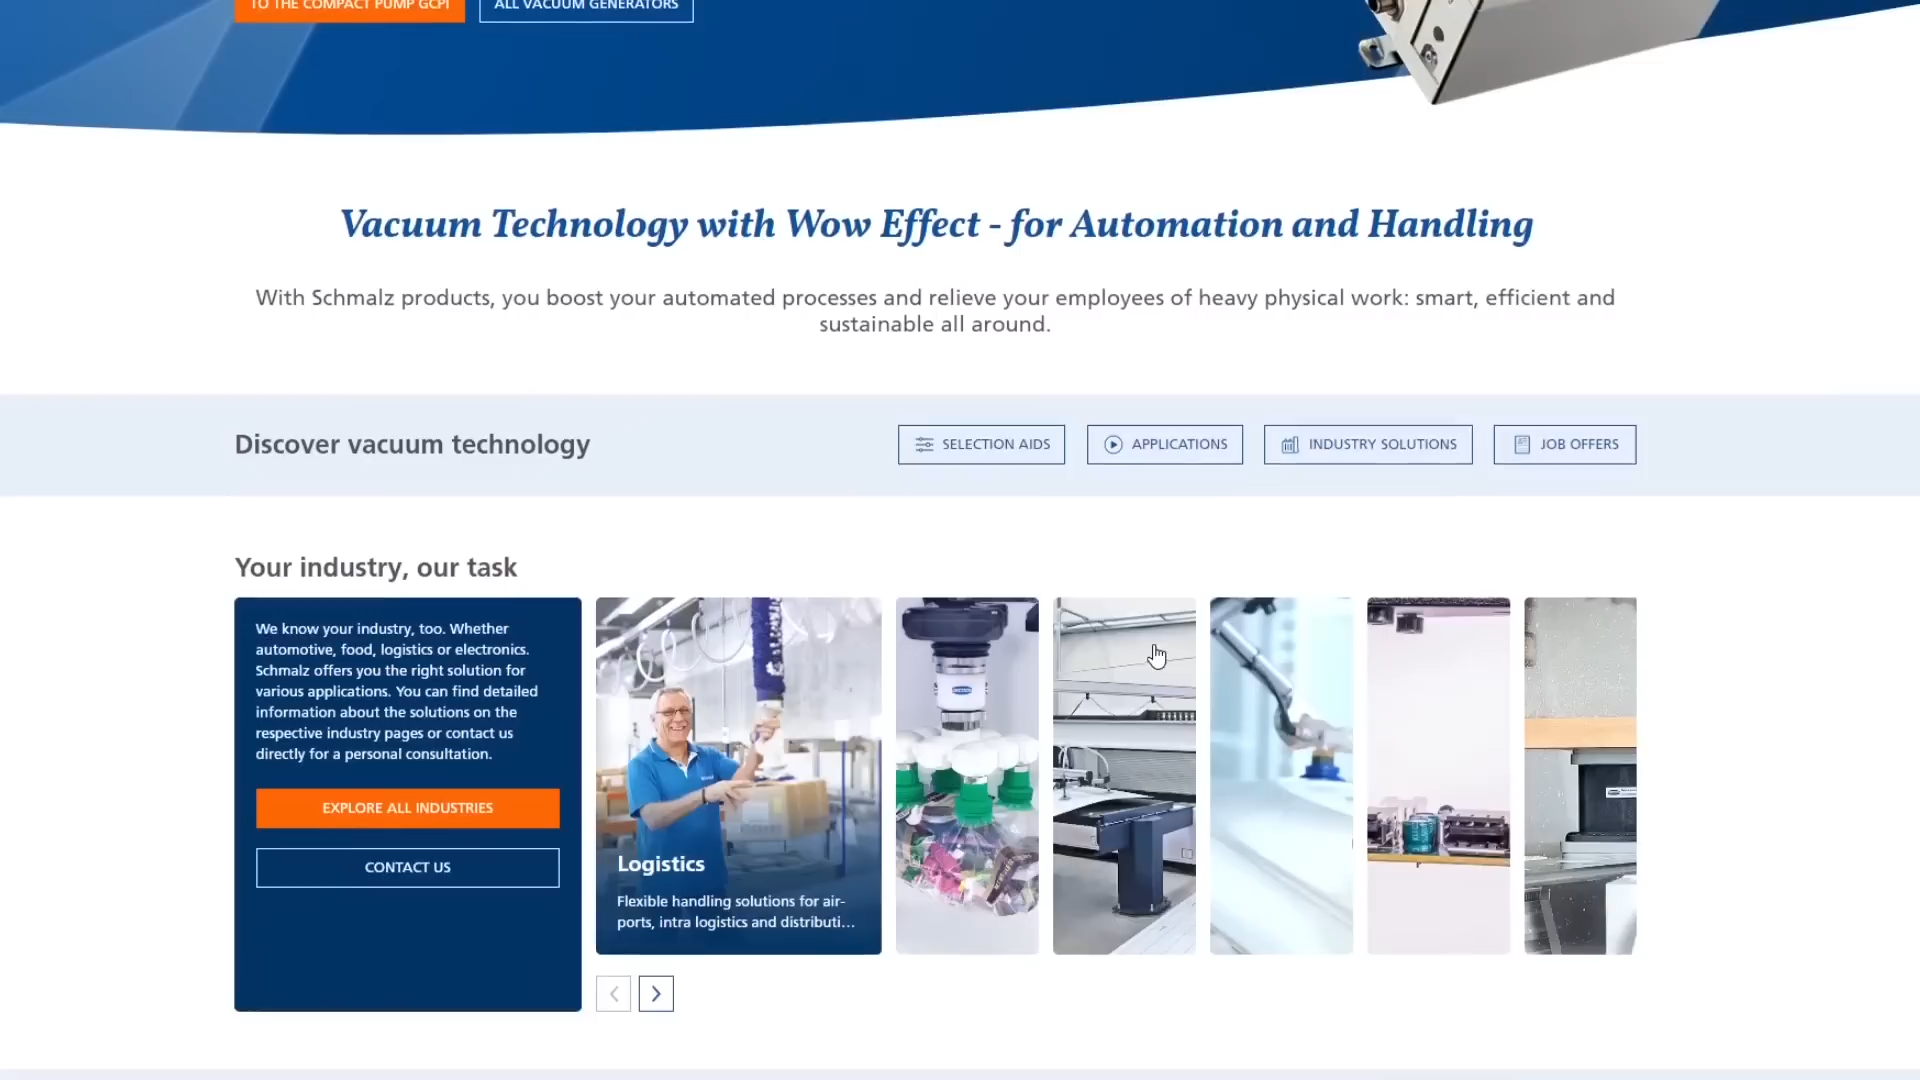 TO THE COMPACT PUMP GCPI
ALL VACUUM GENERATORS
Vacuum Technology with Wow Effect - for Automation and Handling
With Schmalz products, you boost your automated processes and relieve your employees of heavy physical work: smart, efficient and
sustainable all around.
Discover vacuum technology
SELECTION AIDS
APPLICATIONS
INDUSTRY SOLUTIONS
JOB OFFERS
Your industry, our task
We know your industry, too. Whether
automotive, food, logistics or electronics.
Schmalz offers you the right solution for
various applications. You can find detailed
information about the solutions on the
respective industry pages or contact us
directly for a personal consultation.
EXPLORE ALL INDUSTRIES
CONTACT US
Logistics
Flexible handling solutions for air-
ports, intra logistics and distributi...